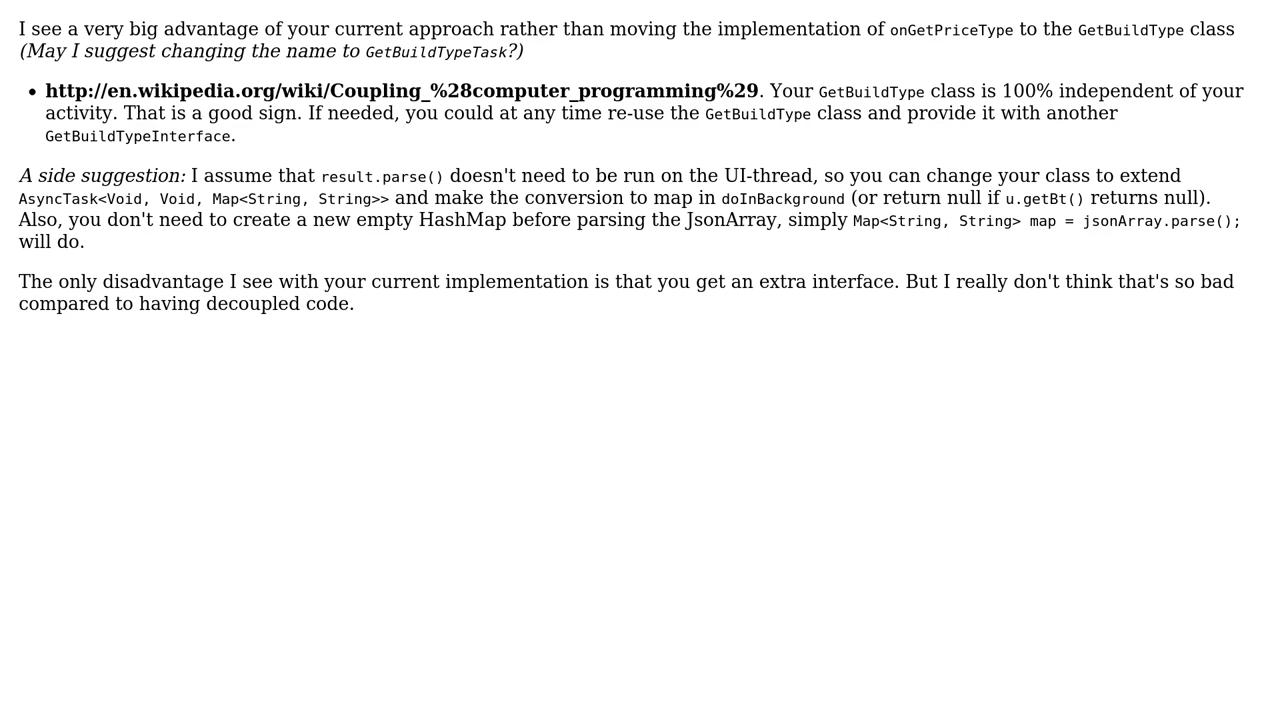 I see a very big advantage of your current approach rather than moving the implementation of onGetPriceType to the GetBuildType class
(May I suggest changing the name to GetBuildTypeTask?)
• http://en.wikipedia.org/wiki/Coupling_%28computer_programming%29. Your GetBuildType class is 100% independent of your
activity. That is a good sign. If needed, you could at any time re-use the GetBuildType class and provide it with another
GetBuildTypeInterface.
A side suggestion: I assume that result.parse() doesn't need to be run on the UI-thread, so you can change your class to extend
AsyncTask<Void, Void, Map<String, String>> and make the conversion to map in doInBackground (or return null if u.getBt() returns null).
Also, you don't need to create a new empty HashMap before parsing the JsonArray, simply Map<String, String> map = jsonArray.parse();
will do.
The only disadvantage I see with your current implementation is that you get an extra interface. But I really don't think that's so bad
compared to having decoupled code.